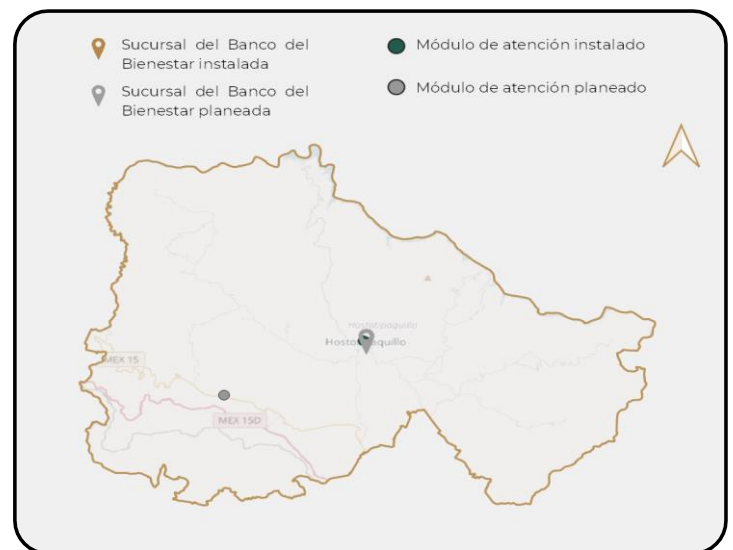 Sucursal del Banco del
Bienestar instalada
Módulo de atención instalado
Sucursal del Banco del
Bienestar planeada
Módulo de atención planeado
Hostotipaquillo
MEX 15
MEX 15D